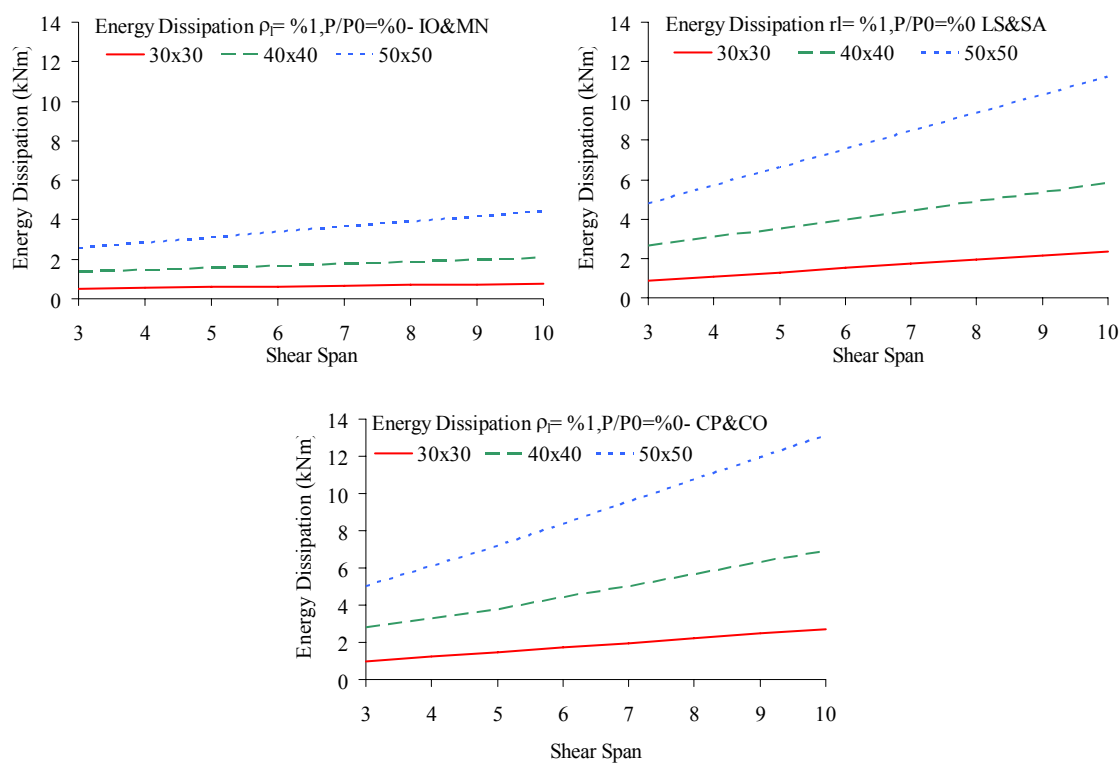 Energy Dissipation ρl= %1,P/P0=%0- IO&MN
30x30 40x40 50x50
Energy Dissipation (kNm)
14
12
10
8
6
4
2
0
3 4 5 6 7 8 9 10
Shear Span
Energy Dissipation rl= %1,P/P0=%0 LS&SA
30x30 40x40 50x50
Energy Dissipation (kNm)
14
12
10
8
6
4
2
0
3 4 5 6 7 8 9 10
Shear Span
Energy Dissipation ρl= %1,P/P0=%0- CP&CO
30x30 40x40 50x50
Energy Dissipation (kNm)
14
12
10
8
6
4
2
0
3 4 5 6 7 8 9 10
Shear Span